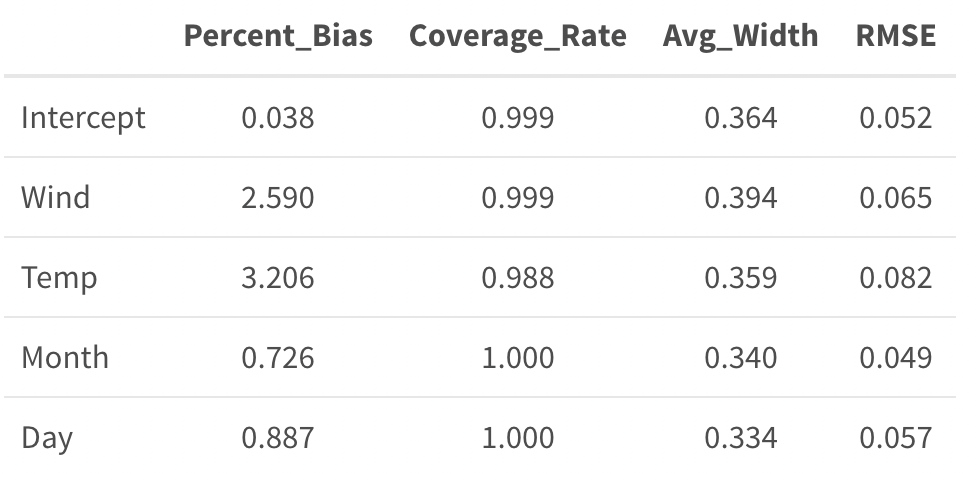 Percent_Bias Coverage_Rate Avg_Width RMSE
Intercept 0.038 0.999 0.364 0.052
Wind 2.590 0.999 0.394 0.065
Temp 3.206 0.988 0.359 0.082
Month 0.726 1.000 0.340 0.049
Day 0.887 1.000 0.334 0.057